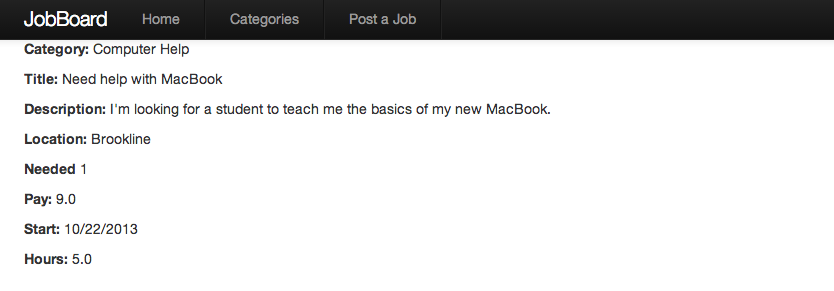 JobBoard Home Categories Post a Job
Category: Computer Help
Title: Need help with MacBook
Description: I'm looking for a student to teach me the basics of my new MacBook.
Location: Brookline
Needed 1
Pay: 9.0
Start: 10/22/2013
Hours: 5.0